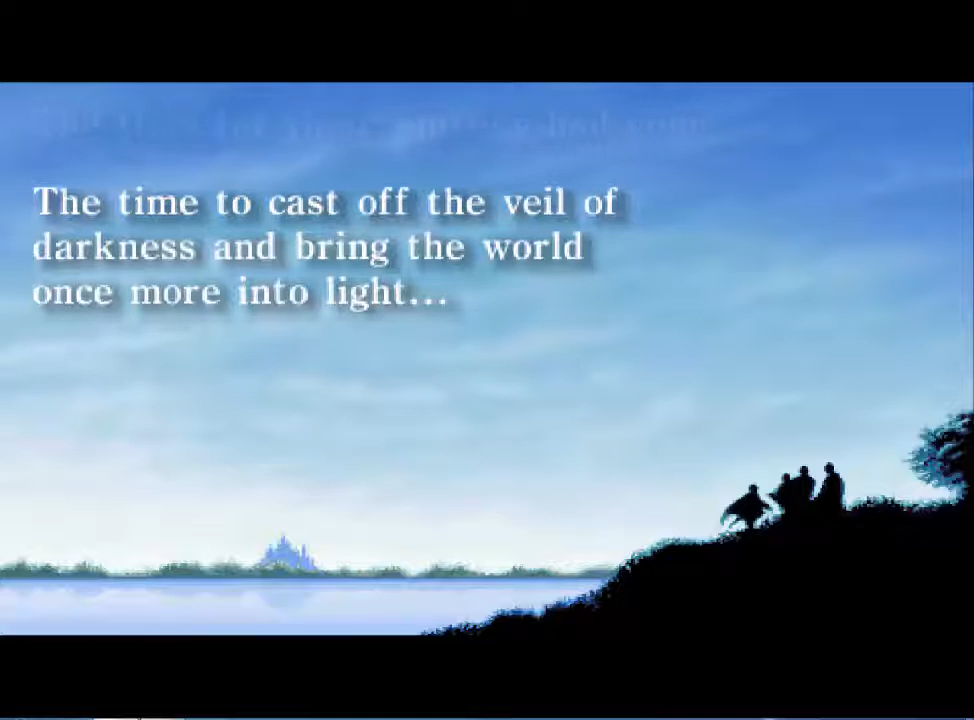 The time to cast off the veil of
darkness and bring the world
once more into light...